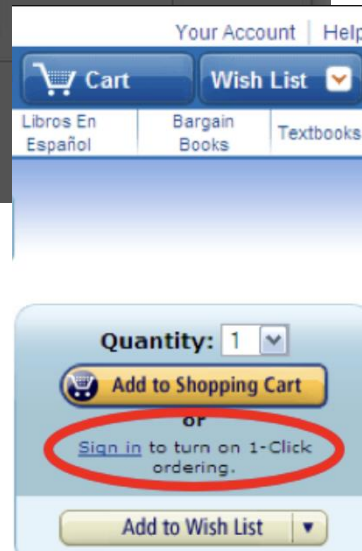 Your Account | Help
Cart Wish List
Libros En Español Bargain Books Textbooks
Quantity: 1
Add to Shopping Cart
or
Sign in to turn on 1-Click
ordering.
Add to Wish List